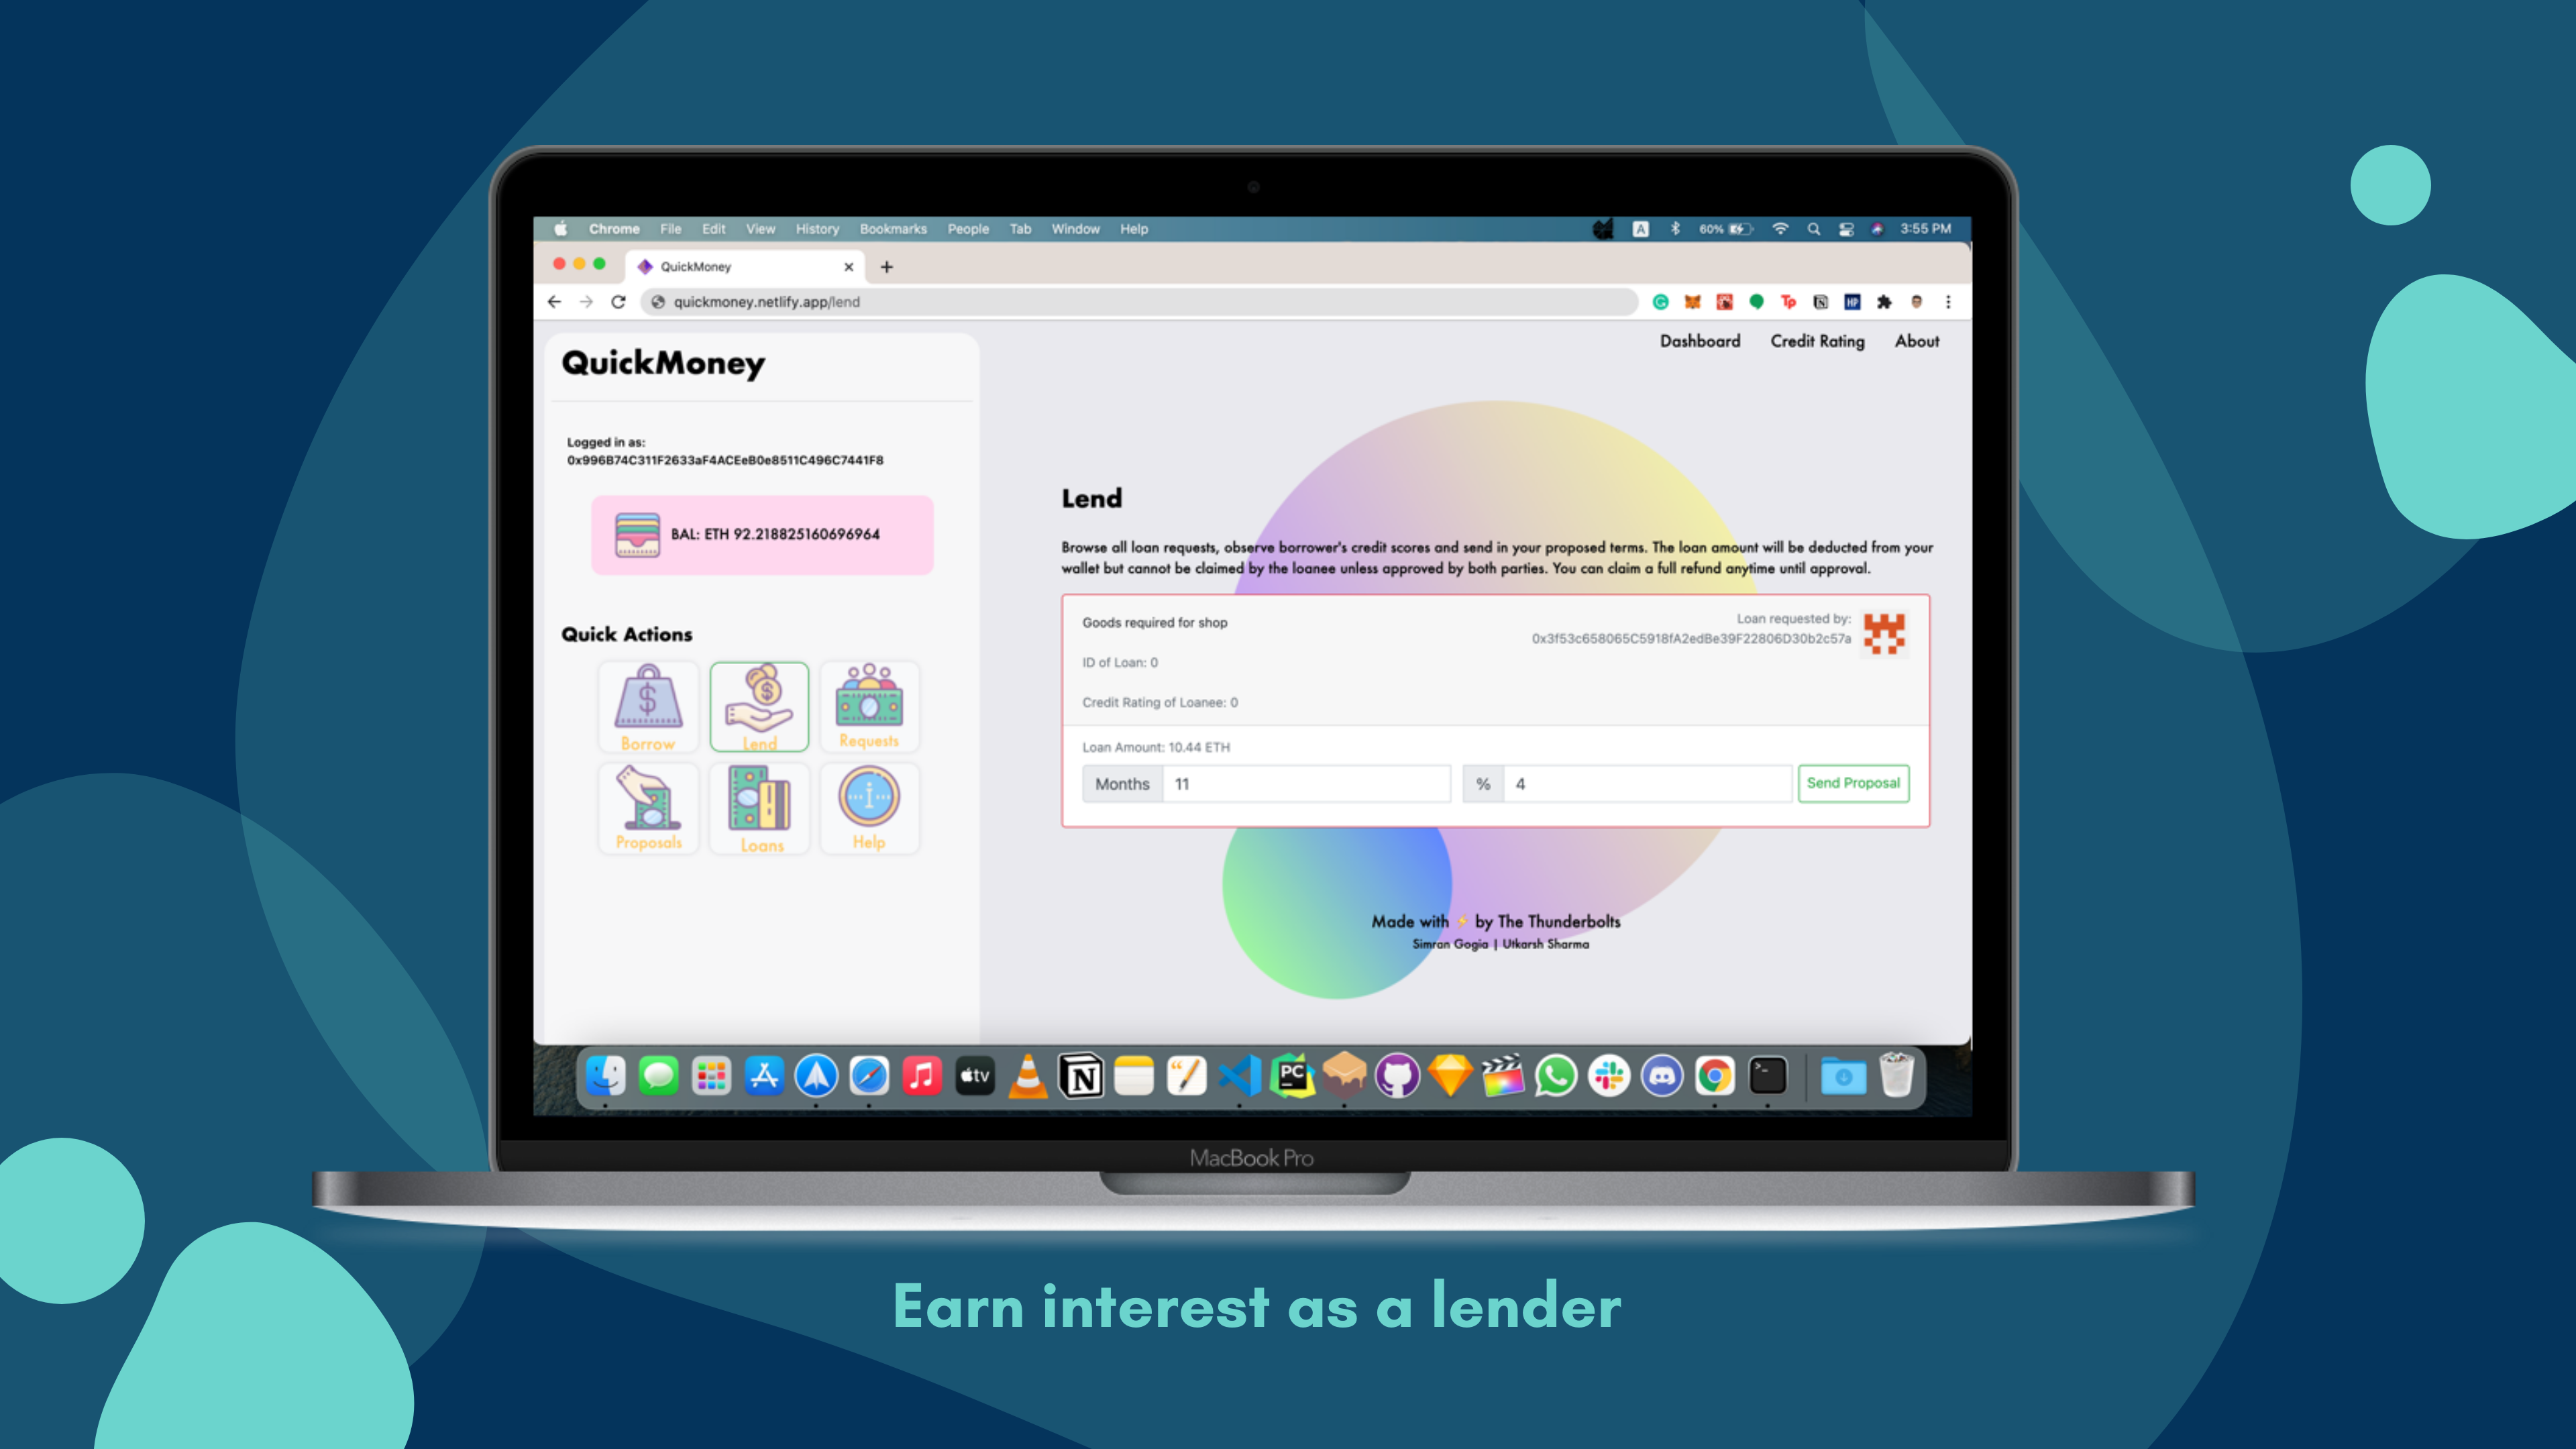 Chrome File Edit View History Bookmarks People Tab Window Help
A 60% 3:55 PM
QuickMoney
quickmoney.netlify.app/lend
Tp HP
Dashboard Credit Rating About
QuickMoney
Logged in as:
0x996B74C311F2633aF4ACEeB0e8511C496C7441F8
BAL: ETH 92.218825160696964
Quick Actions
Borrow Lend Requests
Proposals Loans Help
Lend
Browse all loan requests, observe borrower's credit scores and send in your proposed terms. The loan amount will be deducted from your
wallet but cannot be claimed by the loanee unless approved by both parties. You can claim a full refund anytime until approval.
Goods required for shop
Loan requested by:
0x3f53c658065C5918fA2edBe39F22806D30b2c57a
ID of Loan: 0
Credit Rating of Loanee: 0
Loan Amount: 10.44 ETH
Months 11 % 4 Send Proposal
Made with ⚡ by The Thunderbolts
Simran Gogia | Utkarsh Sharma
tv N PC
MacBook Pro
Earn interest as a lender